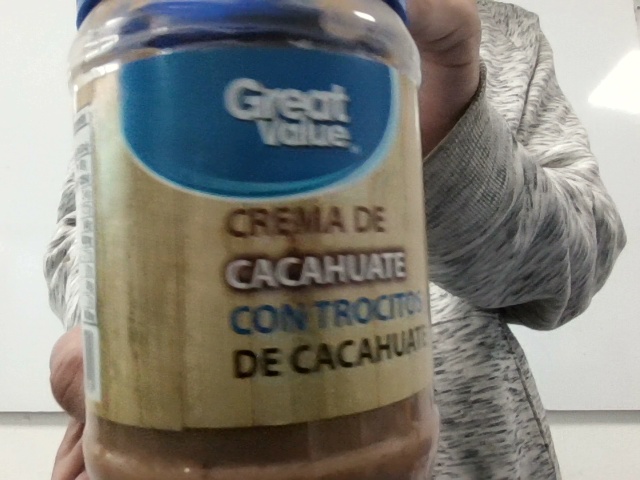 Great
Value
CREMA DE
CACAHUATE
CON TROCITOS
DE CACAHUATE